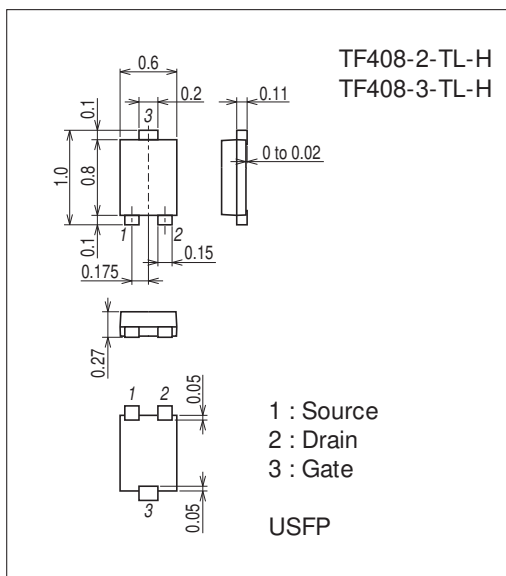 TF408-2-TL-H
TF408-3-TL-H
0.6
0.2
0.11
0.1
3
0 to 0.02
1.0
0.8
0.1
1
2
0.15
0.175
0.27
1
2
0.05
1 : Source
2 : Drain
3 : Gate
3
0.05
USFP